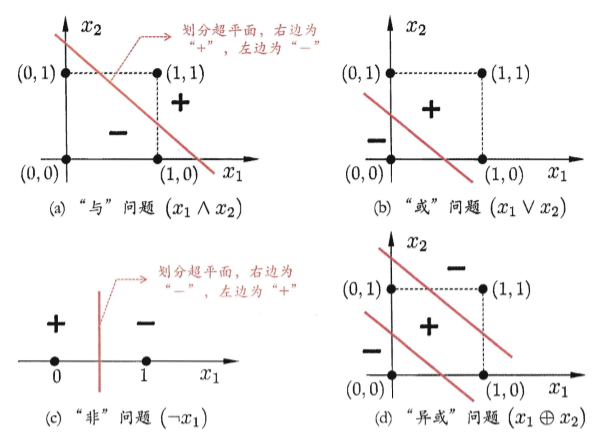 x₂
划分超平面，右边为
“+”，左边为“−”
(0,1)
(1,1)
+
−
(0,0)
(1,0)
x₁
(a) “与”问题 (x₁ ∧ x₂)
x₂
(0,1)
(1,1)
+
−
(0,0)
(1,0)
x₁
(b) “或”问题 (x₁ ∨ x₂)
划分超平面，右边为
“−”，左边为“+”
+
−
0
1
x₁
(c) “非”问题 (¬x₁)
x₂
−
(0,1)
(1,1)
+
−
(0,0)
(1,0)
x₁
(d) “异或”问题 (x₁ ⊕ x₂)